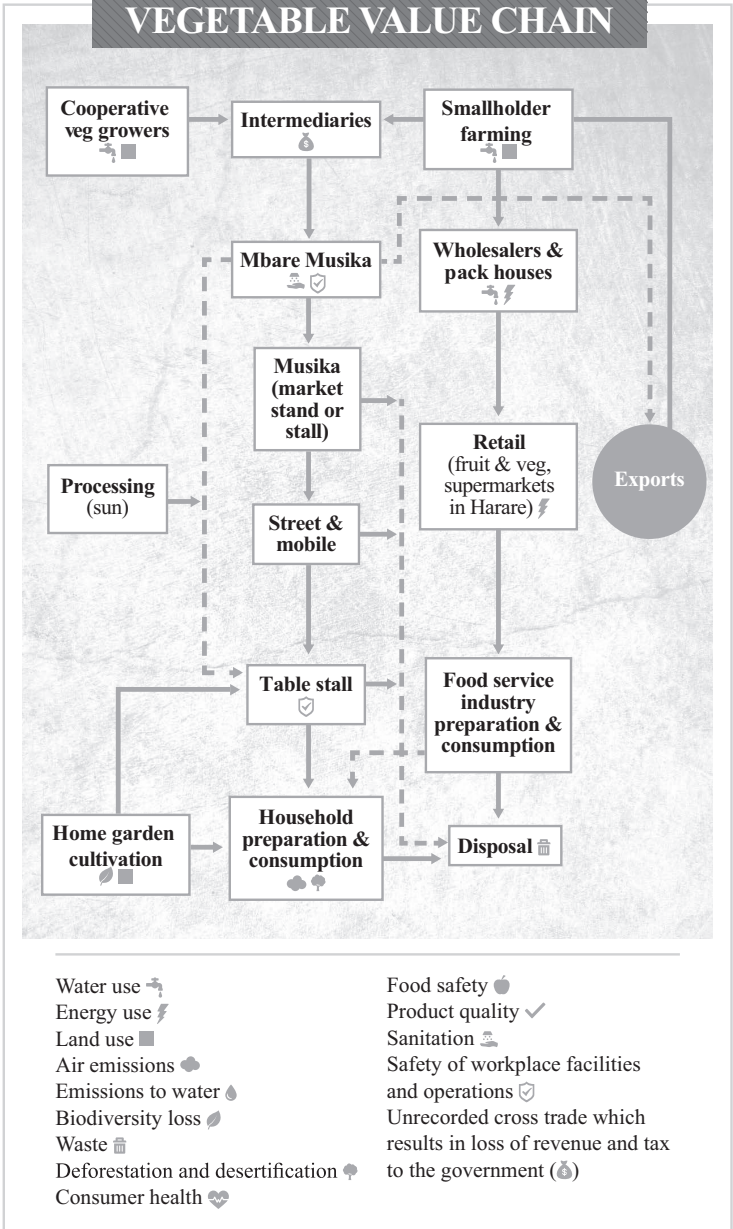 VEGETABLE VALUE CHAIN
Cooperative
veg growers
Intermediaries
Smallholder
farming
Mbare Musika
Wholesalers &
pack houses
Musika
(market
stand or
stall)
Retail
(fruit & veg,
supermarkets
in Harare)
Exports
Processing
(sun)
Street &
mobile
Table stall
Food service
industry
preparation &
consumption
Home garden
cultivation
Household
preparation &
consumption
Disposal
Water use
Energy use
Land use
Air emissions
Emissions to water
Biodiversity loss
Waste
Deforestation and desertification
Consumer health
Food safety
Product quality
Sanitation
Safety of workplace facilities
and operations
Unrecorded cross trade which
results in loss of revenue and tax
to the government ($)